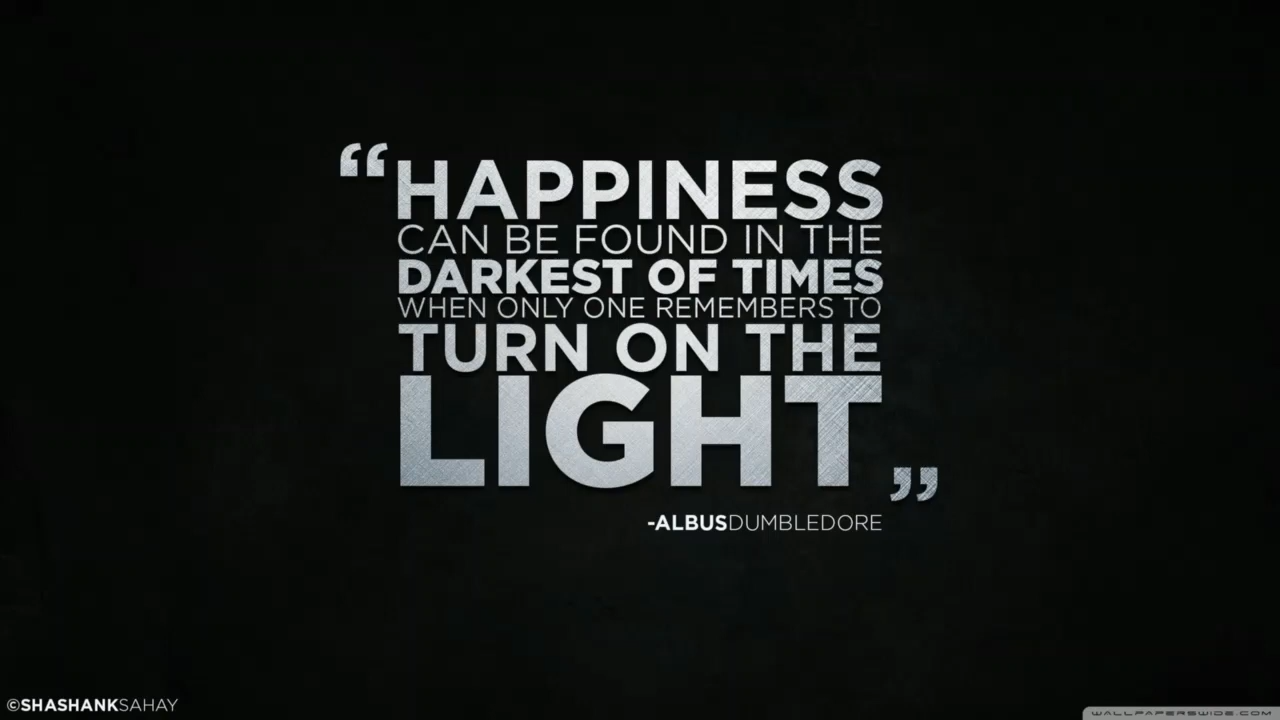 “HAPPINESS
CAN BE FOUND IN THE
DARKEST OF TIMES
WHEN ONLY ONE REMEMBERS TO
TURN ON THE
LIGHT”
-ALBUSDUMBLEDORE
©SHASHANKSAHAY
WALLPAPERSWIDE.COM